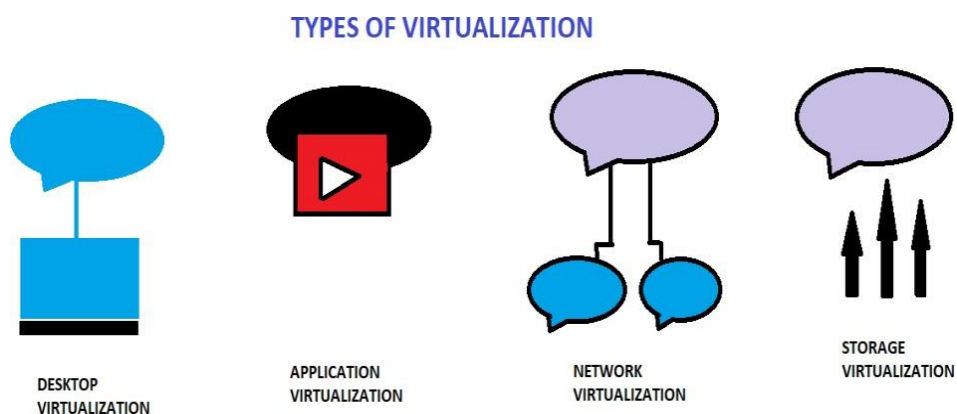 TYPES OF VIRTUALIZATION
DESKTOP
VIRTUALIZATION
APPLICATION
VIRTUALIZATION
NETWORK
VIRTUALIZATION
STORAGE
VIRTUALIZATION